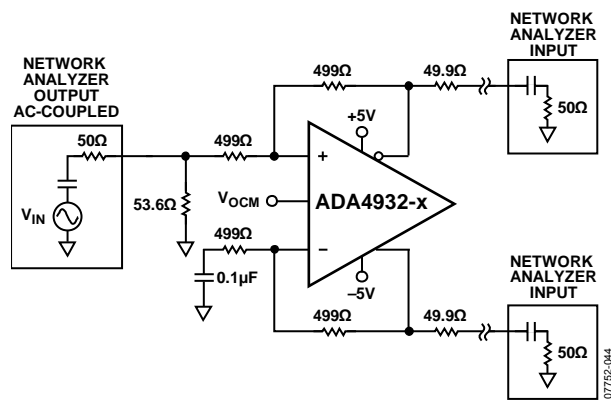 NETWORK
ANALYZER
INPUT
NETWORK
ANALYZER
OUTPUT
AC-COUPLED
499Ω
49.9Ω
50Ω
+5V
50Ω
499Ω
+
VIN
53.6Ω
VOCM
ADA4932-x
499Ω
−
0.1µF
−5V
NETWORK
ANALYZER
INPUT
499Ω
49.9Ω
50Ω
07752-044